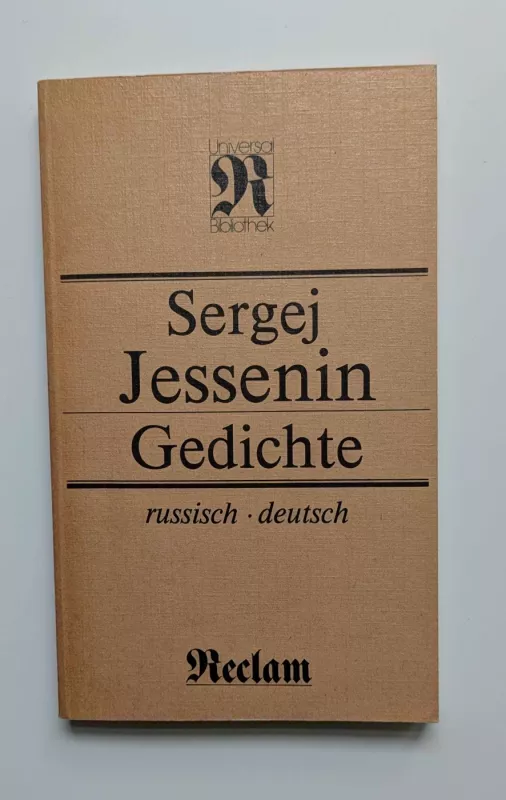 Universal
R
Bibliothek
Sergej
Jessenin
Gedichte
russisch · deutsch
Reclam